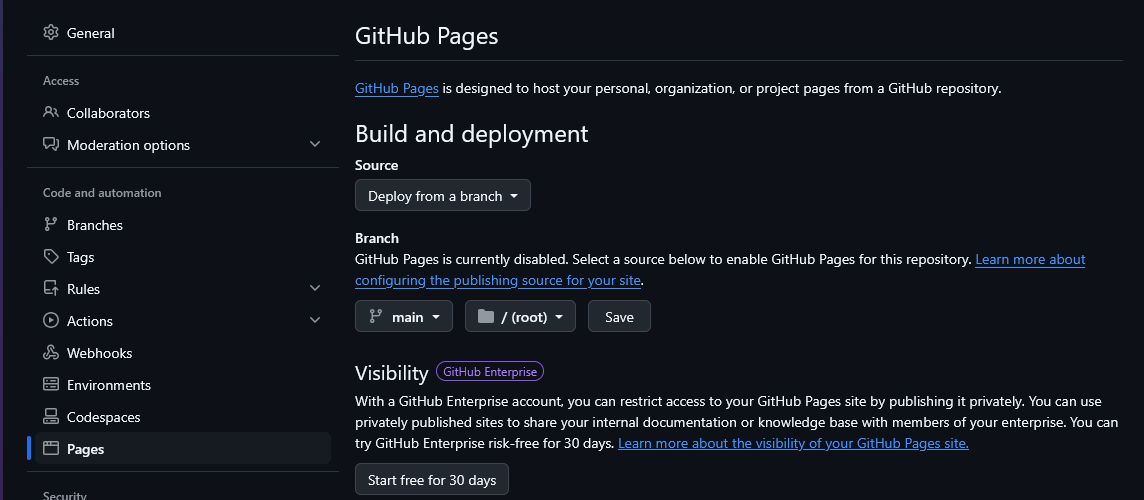 General
Access
Collaborators
Moderation options
Code and automation
Branches
Tags
Rules
Actions
Webhooks
Environments
Codespaces
Pages
Security
GitHub Pages
GitHub Pages is designed to host your personal, organization, or project pages from a GitHub repository.
Build and deployment
Source
Deploy from a branch
Branch
GitHub Pages is currently disabled. Select a source below to enable GitHub Pages for this repository. Learn more about
configuring the publishing source for your site.
main / (root) Save
Visibility GitHub Enterprise
With a GitHub Enterprise account, you can restrict access to your GitHub Pages site by publishing it privately. You can use
privately published sites to share your internal documentation or knowledge base with members of your enterprise. You can
try GitHub Enterprise risk-free for 30 days. Learn more about the visibility of your GitHub Pages site.
Start free for 30 days